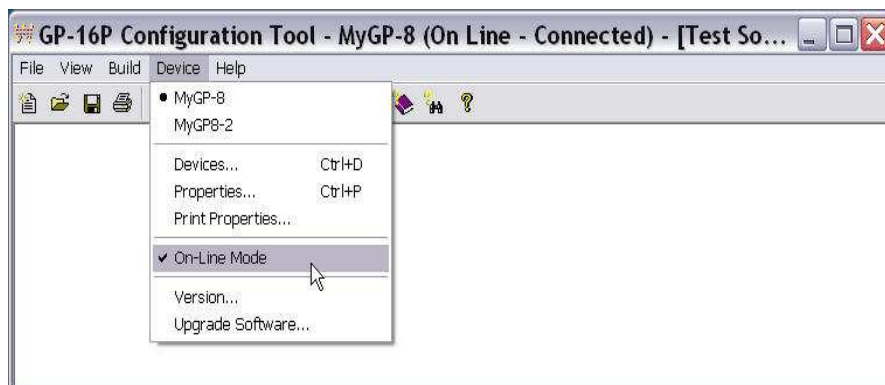 GP-16P Configuration Tool - MyGP-8 (On Line - Connected) - [Test So...
File View Build Device Help
MyGP-8
MyGP8-2
Devices... Ctrl+D
Properties... Ctrl+P
Print Properties...
On-Line Mode
Version...
Upgrade Software...